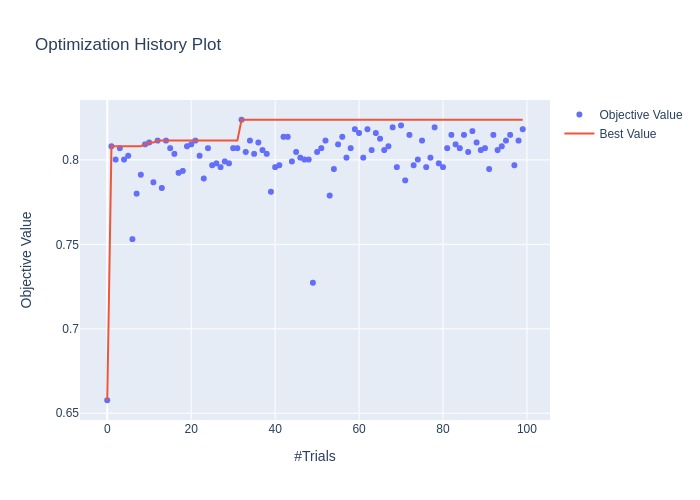 Optimization History Plot
Objective Value
Best Value
0.8
0.75
0.7
0.65
Objective Value
0
20
40
60
80
100
#Trials